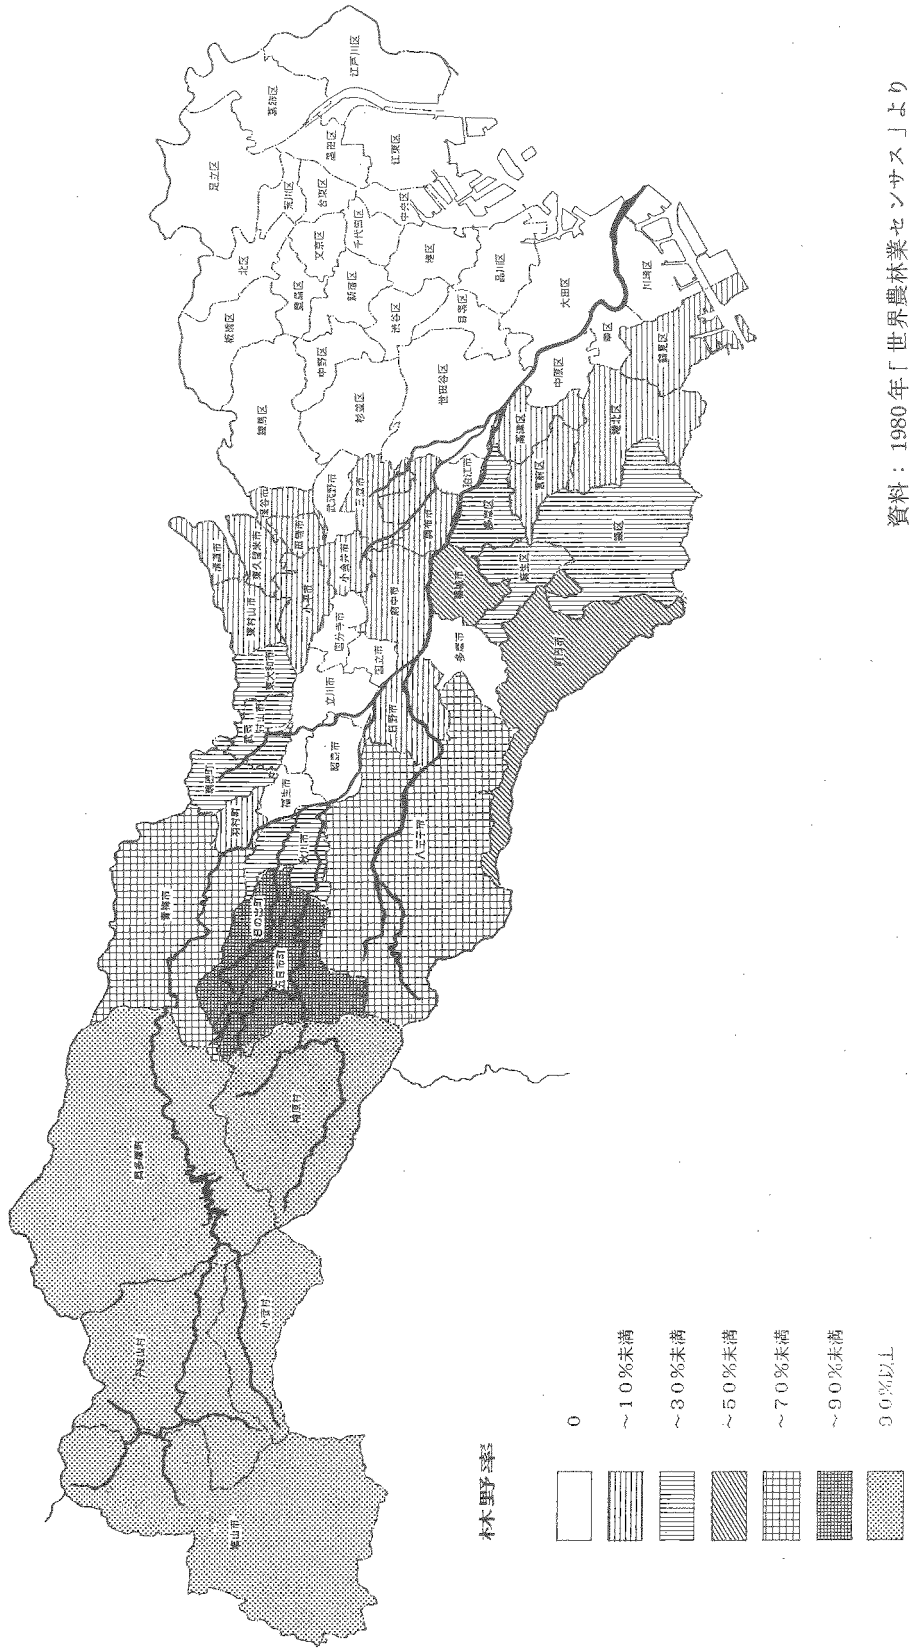 林野率
0
～10%未満
～30%未満
～50%未満
～70%未満
～90%未満
90%以上
塩山市
丹波山村
小菅村
奥多摩町
檜原村
青梅市
日の出町
五日市町
八王子市
秋川市
羽村町
瑞穂町
福生市
昭島市
武蔵
村山市
東大和市
立川市
日野市
東村山市
小平市
国分寺市
国立市
府中市
多摩市
町田市
稲城市
清瀬市
東久留米市
保谷市
田無市
小金井市
武蔵野市
三鷹市
調布市
狛江市
多摩区
麻生区
緑区
宮前区
高津区
港北区
中原区
幸区
鶴見区
川崎区
練馬区
板橋区
北区
足立区
葛飾区
江戸川区
荒川区
台東区
墨田区
江東区
豊島区
文京区
中野区
新宿区
千代田区
中央区
杉並区
渋谷区
港区
世田谷区
目黒区
品川区
大田区
資料：1980年「世界農林業センサス」より